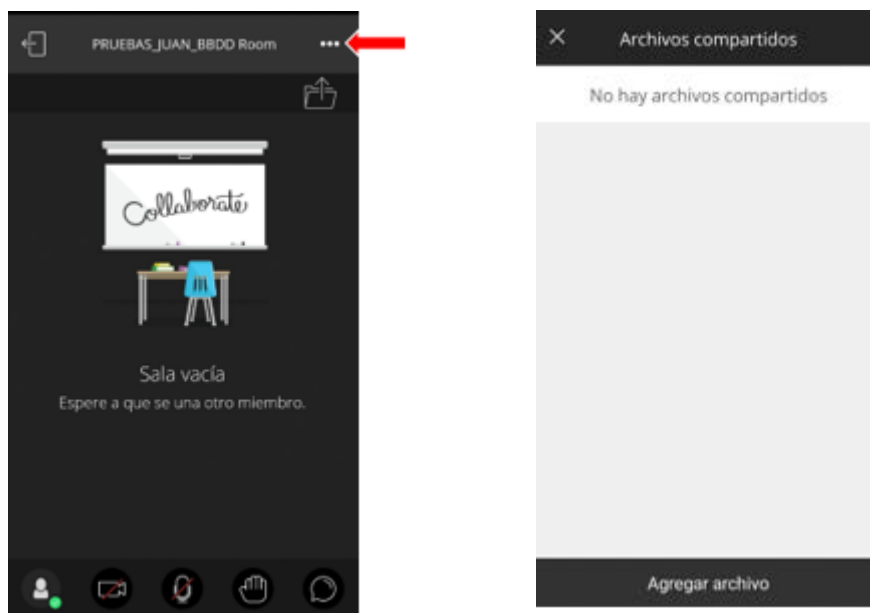 PRUEBAS_JUAN_BBDD Room
Collaborate
Sala vacía
Espere a que se una otro miembro.
Archivos compartidos
No hay archivos compartidos
Agregar archivo